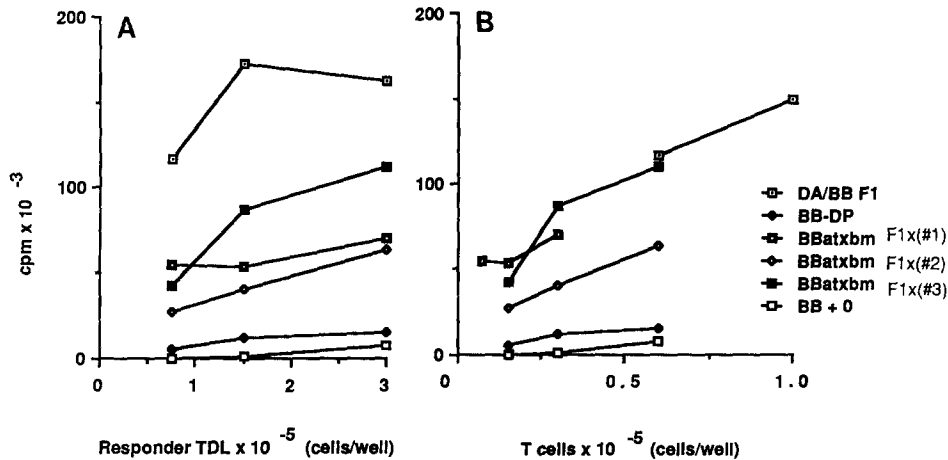 A
B
200
100
0
cpm x 10 -3
0 1 2 3
Responder TDL x 10 -5 (cells/well)
200
100
0
0 0.5 1.0
T cells x 10 -5 (cells/well)
DA/BB F1
BB-DP
BBatxbm F1x(#1)
BBatxbm F1x(#2)
BBatxbm F1x(#3)
BB + 0